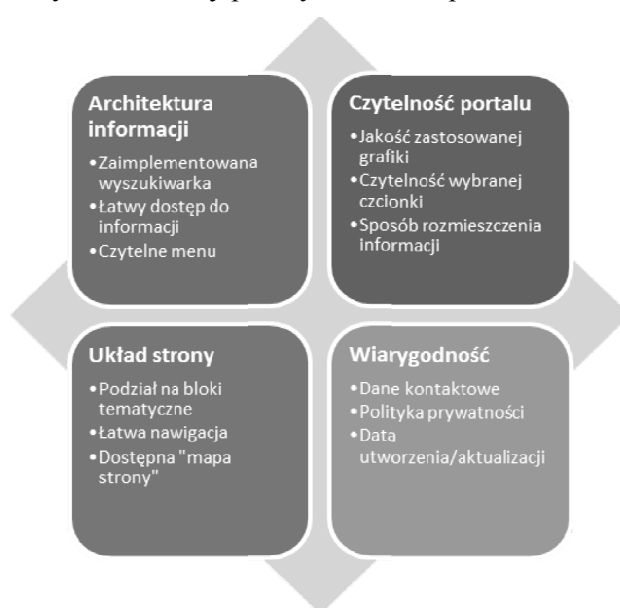 Architektura
informacji
•Zaimplementowana
wyszukiwarka
•Łatwy dostęp do
informacji
•Czytelne menu
Czytelność portalu
•Jakość zastosowanej
grafiki
•Czytelność wybranej
czcionki
•Sposób rozmieszczenia
informacji
Układ strony
•Podział na bloki
tematyczne
•Łatwa nawigacja
•Dostępna "mapa
strony"
Wiarygodność
•Dane kontaktowe
•Polityka prywatności
•Data
utworzenia/aktualizacji